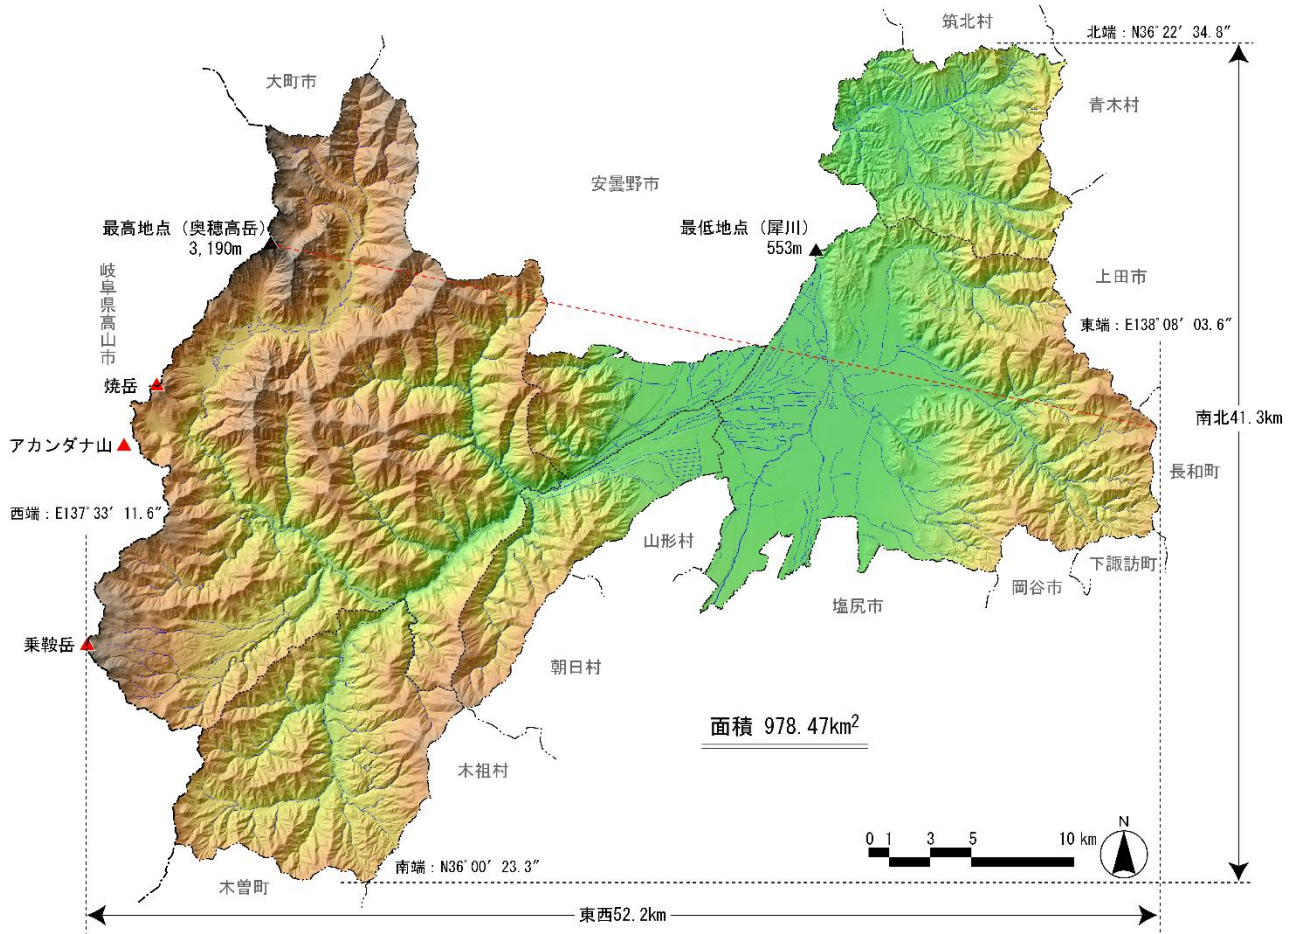 筑北村
北端：N36°22′ 34.8″
大町市
青木村
安曇野市
最高地点（奥穂高岳）
3,190m
最低地点（犀川）
553m
岐阜県高山市
上田市
東端：E138°08′ 03.6″
焼岳
南北41.3km
アカンダナ山
長和町
西端：E137°33′ 11.6″
山形村
下諏訪町
岡谷市
塩尻市
乗鞍岳
朝日村
面積 978.47km²
木祖村
0 1 3 5 10 km
N
南端：N36°00′ 23.3″
木曽町
東西52.2km